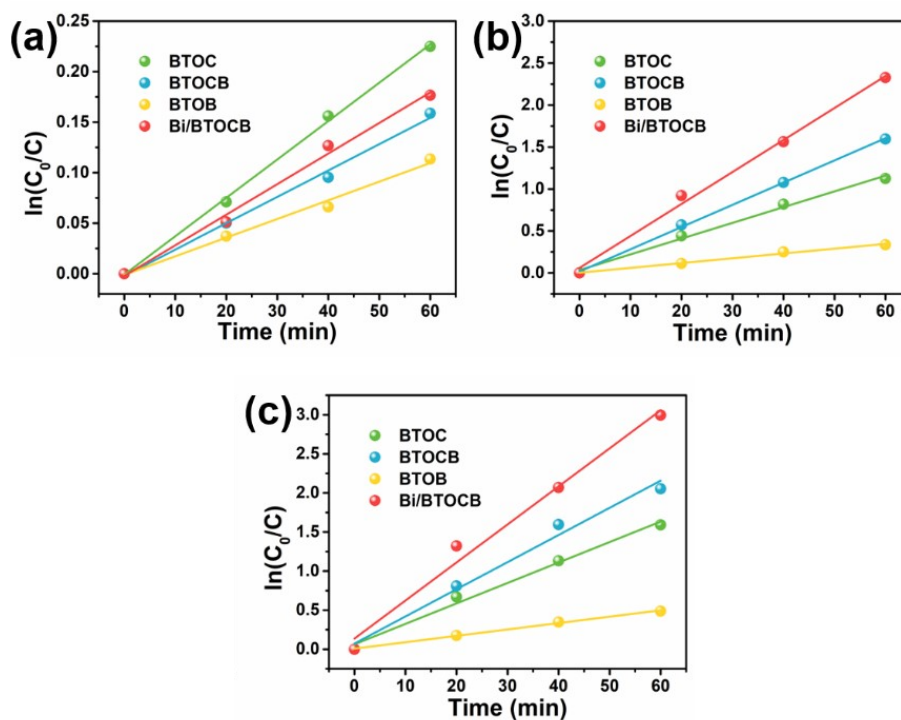 (a)
ln(C₀/C)
0.25
0.20
0.15
0.10
0.05
0.00
BTOC
BTOCB
BTOB
Bi/BTOCB
0 10 20 30 40 50 60
Time (min)
(b)
ln(C₀/C)
3.0
2.5
2.0
1.5
1.0
0.5
0.0
BTOC
BTOCB
BTOB
Bi/BTOCB
0 10 20 30 40 50 60
Time (min)
(c)
ln(C₀/C)
3.0
2.5
2.0
1.5
1.0
0.5
0.0
BTOC
BTOCB
BTOB
Bi/BTOCB
0 10 20 30 40 50 60
Time (min)